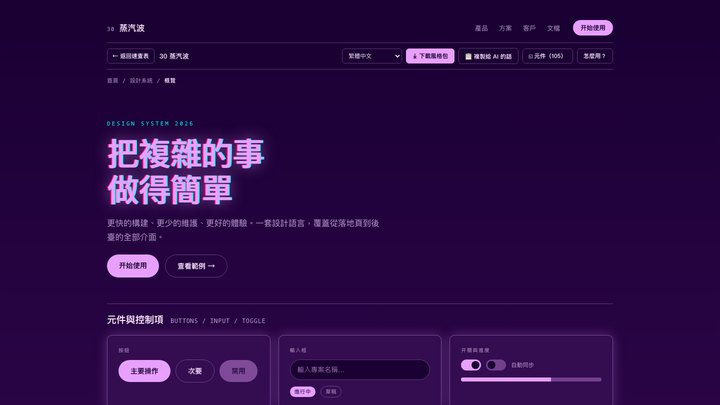 30 蒸汽波
產品 方案 客戶 文檔 开始使用
← 返回速查表 30 蒸汽波 繁體中文 ⤓ 下載風格包 📋 複製給 AI 的話 元件（105） 怎麼用？
首頁 / 設計系統 / 概覽
DESIGN SYSTEM 2026
把複雜的事
做得簡單
更快的構建、更少的維護、更好的體驗。一套設計語言，覆蓋從落地頁到後
臺的全部介面。
开始使用 查看範例 →
元件與控制項 BUTTONS / INPUT / TOGGLE
按鈕 輸入框 開關與進度
主要操作 次要 禁用 輸入專案名稱… 自動同步
進行中 草稿